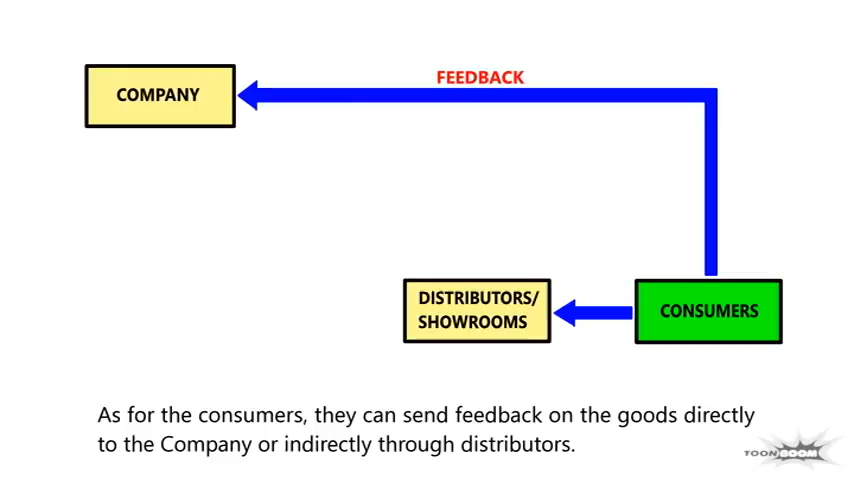 FEEDBACK
COMPANY
DISTRIBUTORS/
SHOWROOMS
CONSUMERS
As for the consumers, they can send feedback on the goods directly
to the Company or indirectly through distributors.
TOONBOOM